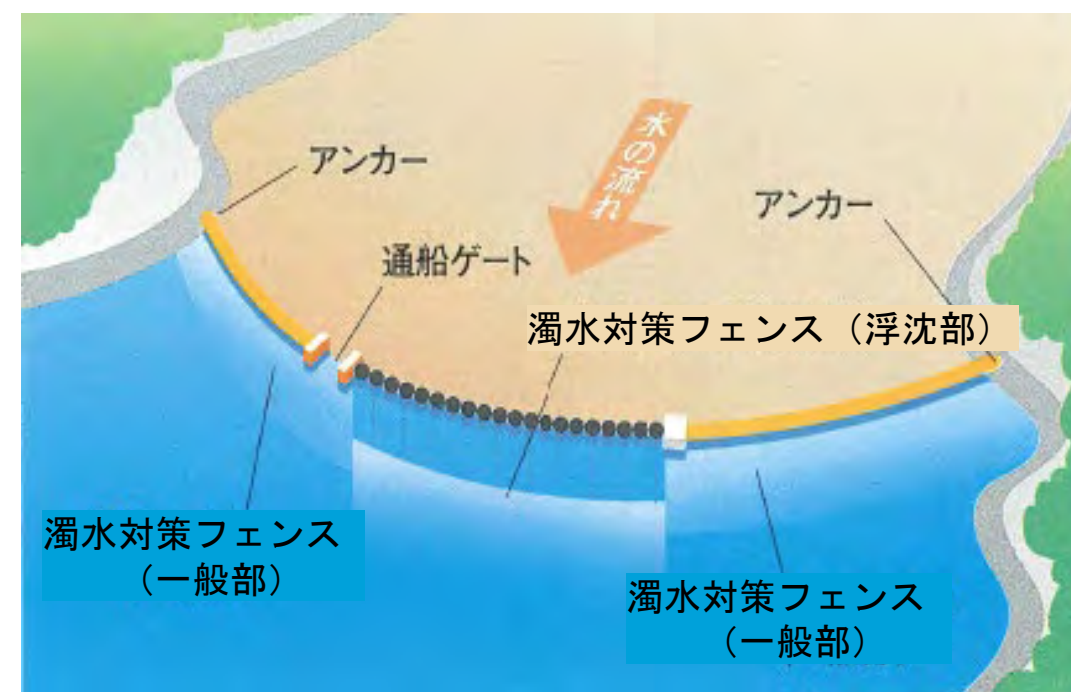 水の流れ
アンカー
アンカー
通船ゲート
濁水対策フェンス（浮沈部）
濁水対策フェンス
（一般部）
濁水対策フェンス
（一般部）